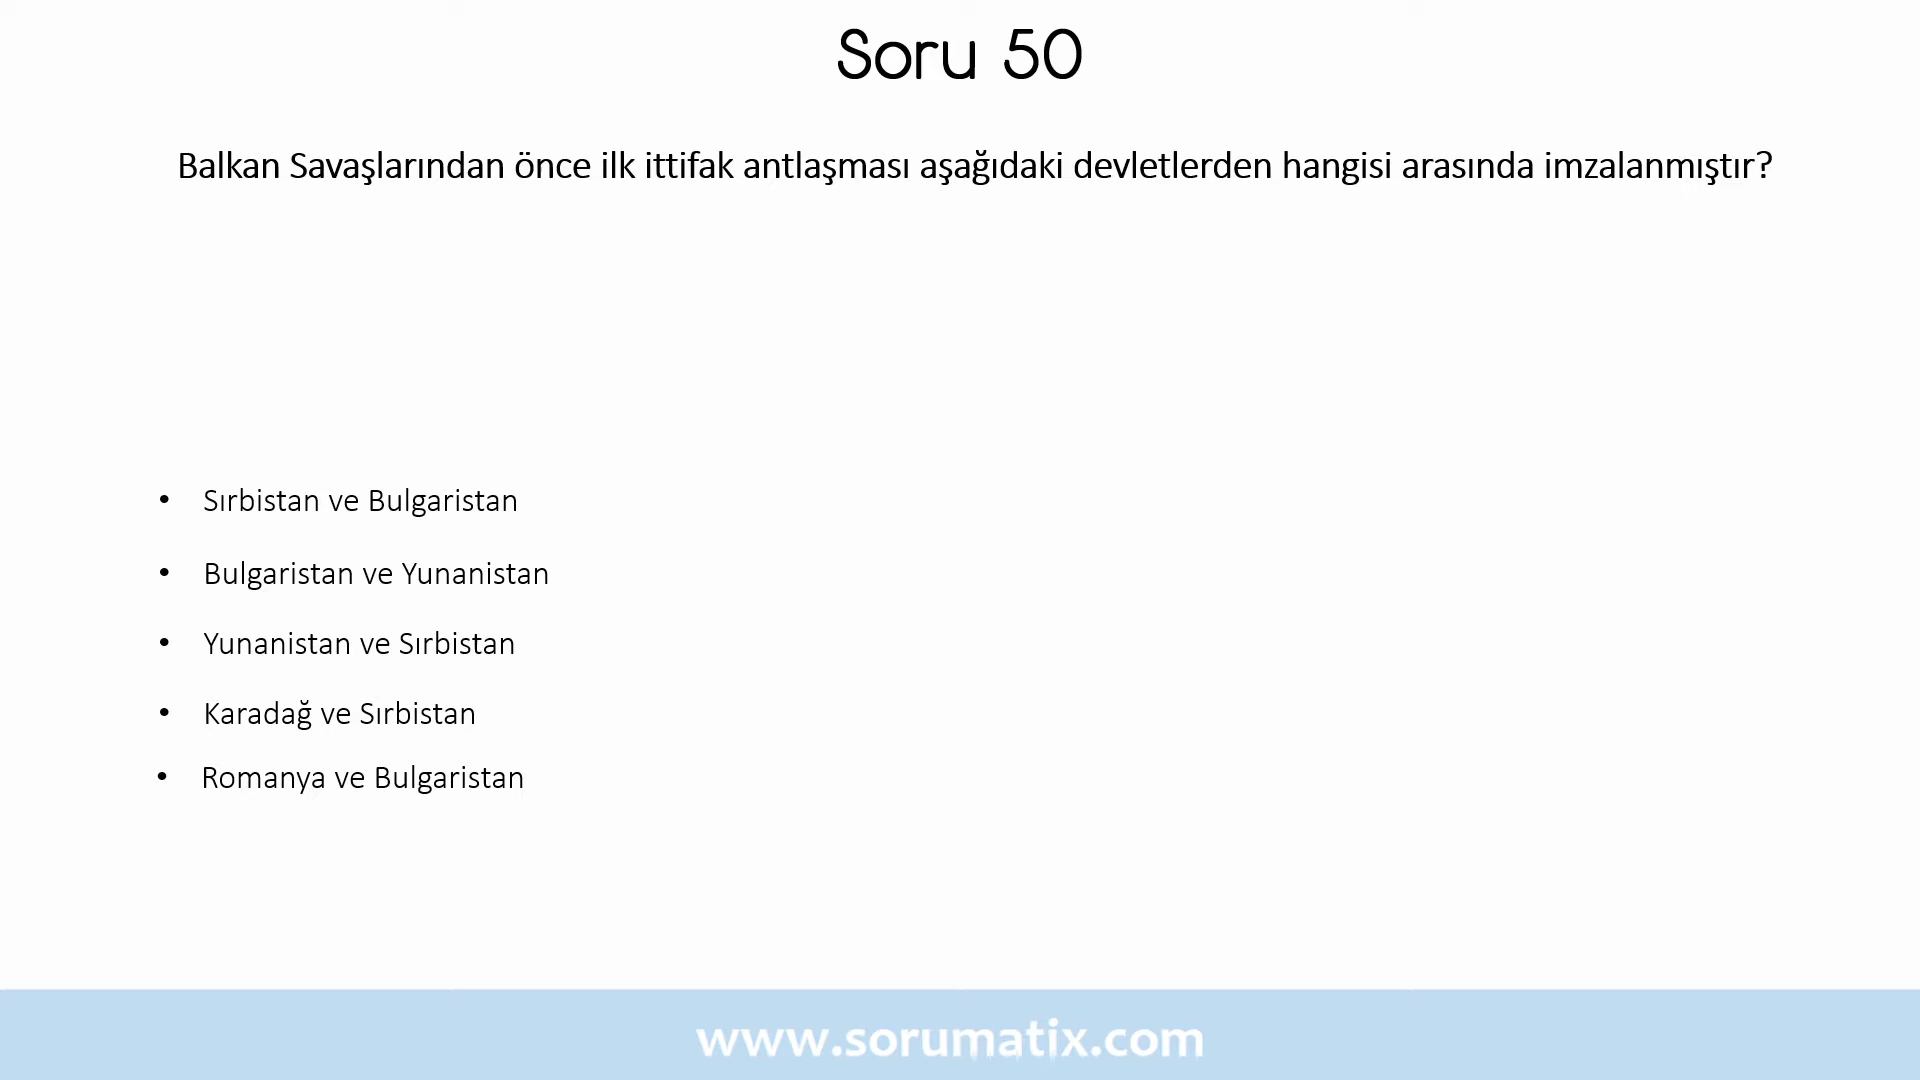 Soru 50
Balkan Savaşlarından önce ilk ittifak antlaşması aşağıdaki devletlerden hangisi arasında imzalanmıştır?
• Sırbistan ve Bulgaristan
• Bulgaristan ve Yunanistan
• Yunanistan ve Sırbistan
• Karadağ ve Sırbistan
• Romanya ve Bulgaristan
www.sorumatix.com